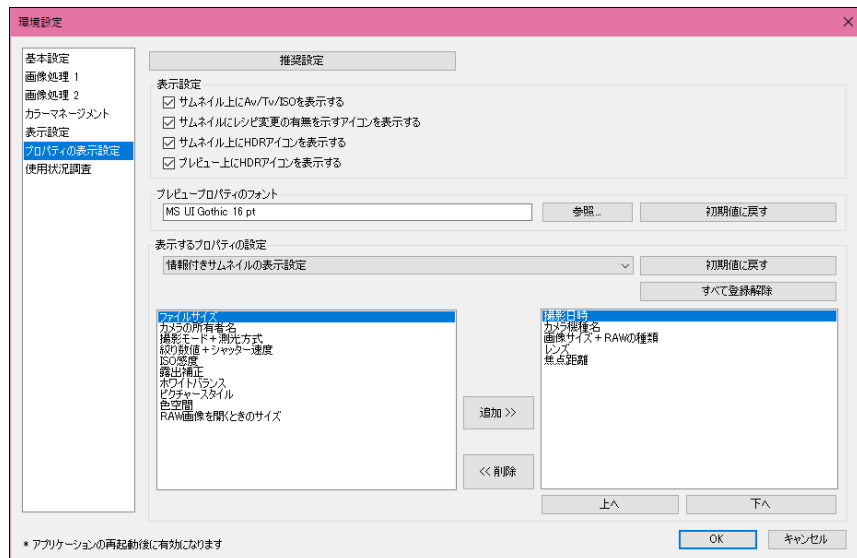 環境設定
基本設定
画像処理 1
画像処理 2
カラーマネージメント
表示設定
プロパティの表示設定
使用状況調査
推奨設定
表示設定
サムネイル上にAv/Tv/ISOを表示する
サムネイルにレシピ変更の有無を示すアイコンを表示する
サムネイル上にHDRアイコンを表示する
プレビュー上にHDRアイコンを表示する
プレビュープロパティのフォント
MS UI Gothic 16 pt
参照...
初期値に戻す
表示するプロパティの設定
情報付きサムネイルの表示設定
初期値に戻す
すべて登録解除
ファイルサイズ
カメラの所有者名
撮影モード+測光方式
絞り数値+シャッター速度
ISO感度
露出補正
ホワイトバランス
ピクチャースタイル
色空間
RAW画像を開くときのサイズ
追加 >>
<< 削除
撮影日時
カメラ機種名
画像サイズ+RAWの種類
レンズ
焦点距離
上へ
下へ
* アプリケーションの再起動後に有効になります
OK
キャンセル